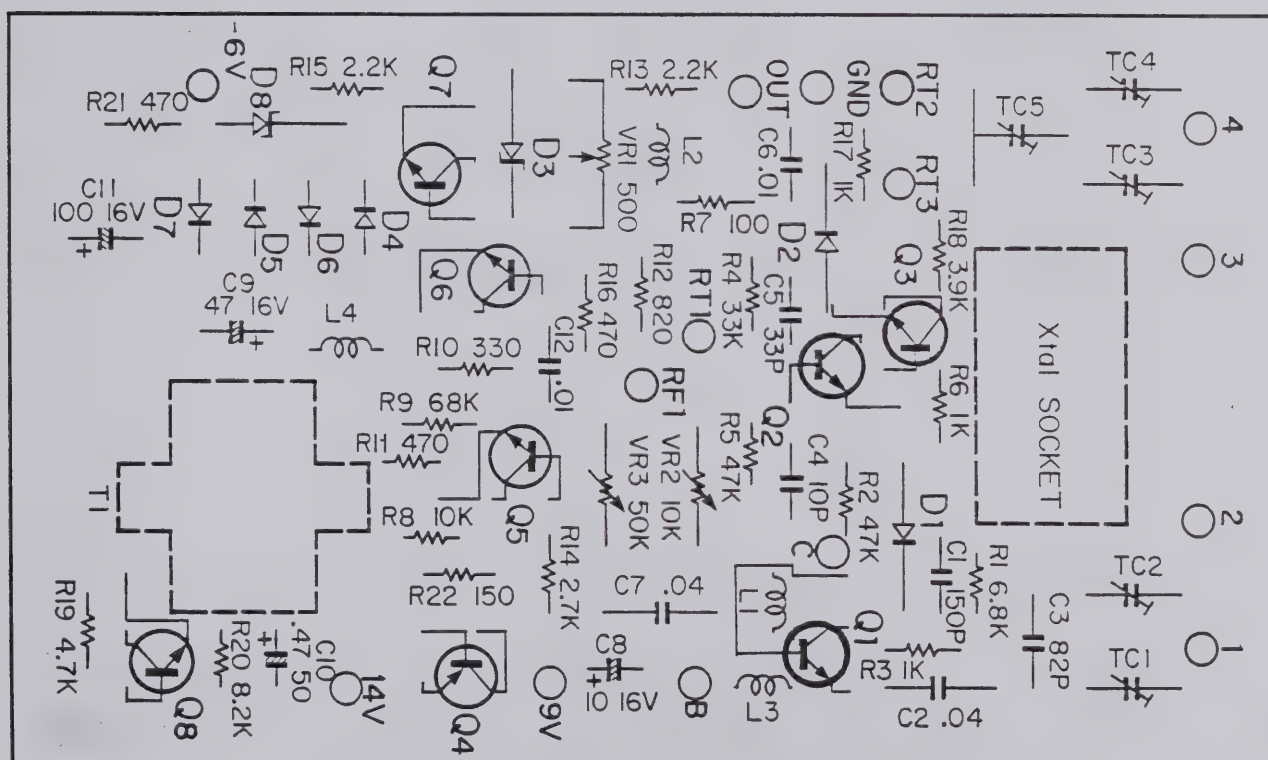 -6V
D8
R15 2.2K
Q7
R13 2.2K
OUT
GND
RT2
TC4
TC5
4
R21 470
D3
VR1 500
L2
C6 .01
R17 1K
RT3
TC3
C11
100 16V
+
D7
D5
D6
D4
R7 100
D2
Q3
R18 3.9K
3
C9
47 16V
+
L4
Q6
R16 470
R12 820
RT1
R4 33K
C5 33P
R10 330
C12 .01
RF1
Xtal SOCKET
R6 1K
R9 68K
R11 470
Q5
VR3 50K
VR2 10K
R5 47K
Q2
C4 10P
R2 47K
D1
T1
R8 10K
C
2
R14 2.7K
R22 150
C7 .04
L1
C1 150P
R1 6.8K
C3 82P
TC2
R19 4.7K
Q8
R20 8.2K
+
.47 50
C10
14V
Q4
9V
C8
+
10 16V
B
L3
Q1
R3 1K
C2 .04
TC1
1